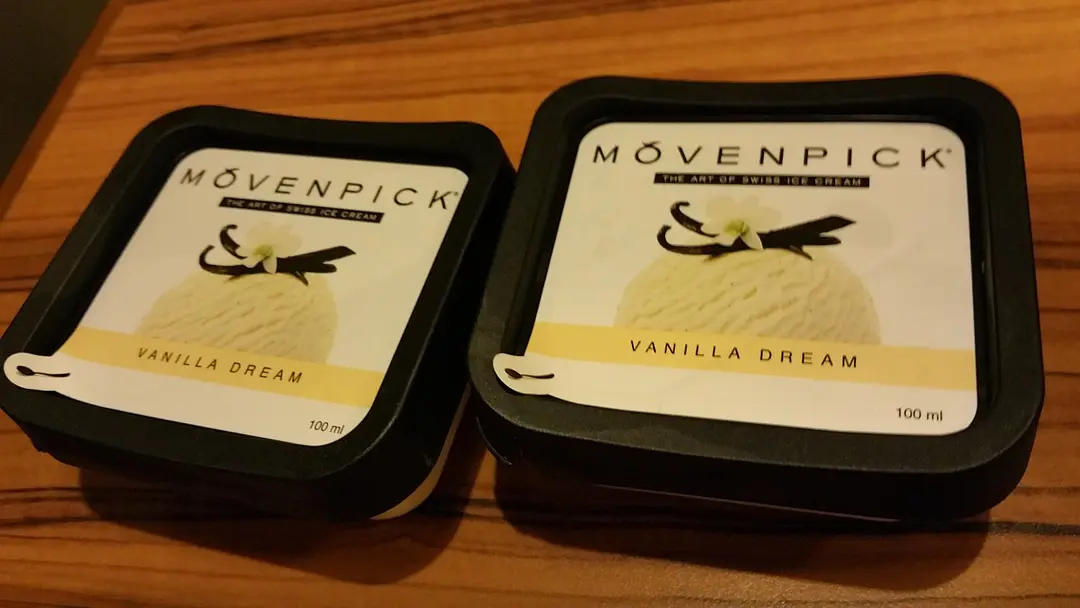 MÖVENPICK®
THE ART OF SWISS ICE CREAM
VANILLA DREAM
100 ml
MÖVENPICK®
THE ART OF SWISS ICE CREAM
VANILLA DREAM
100 ml